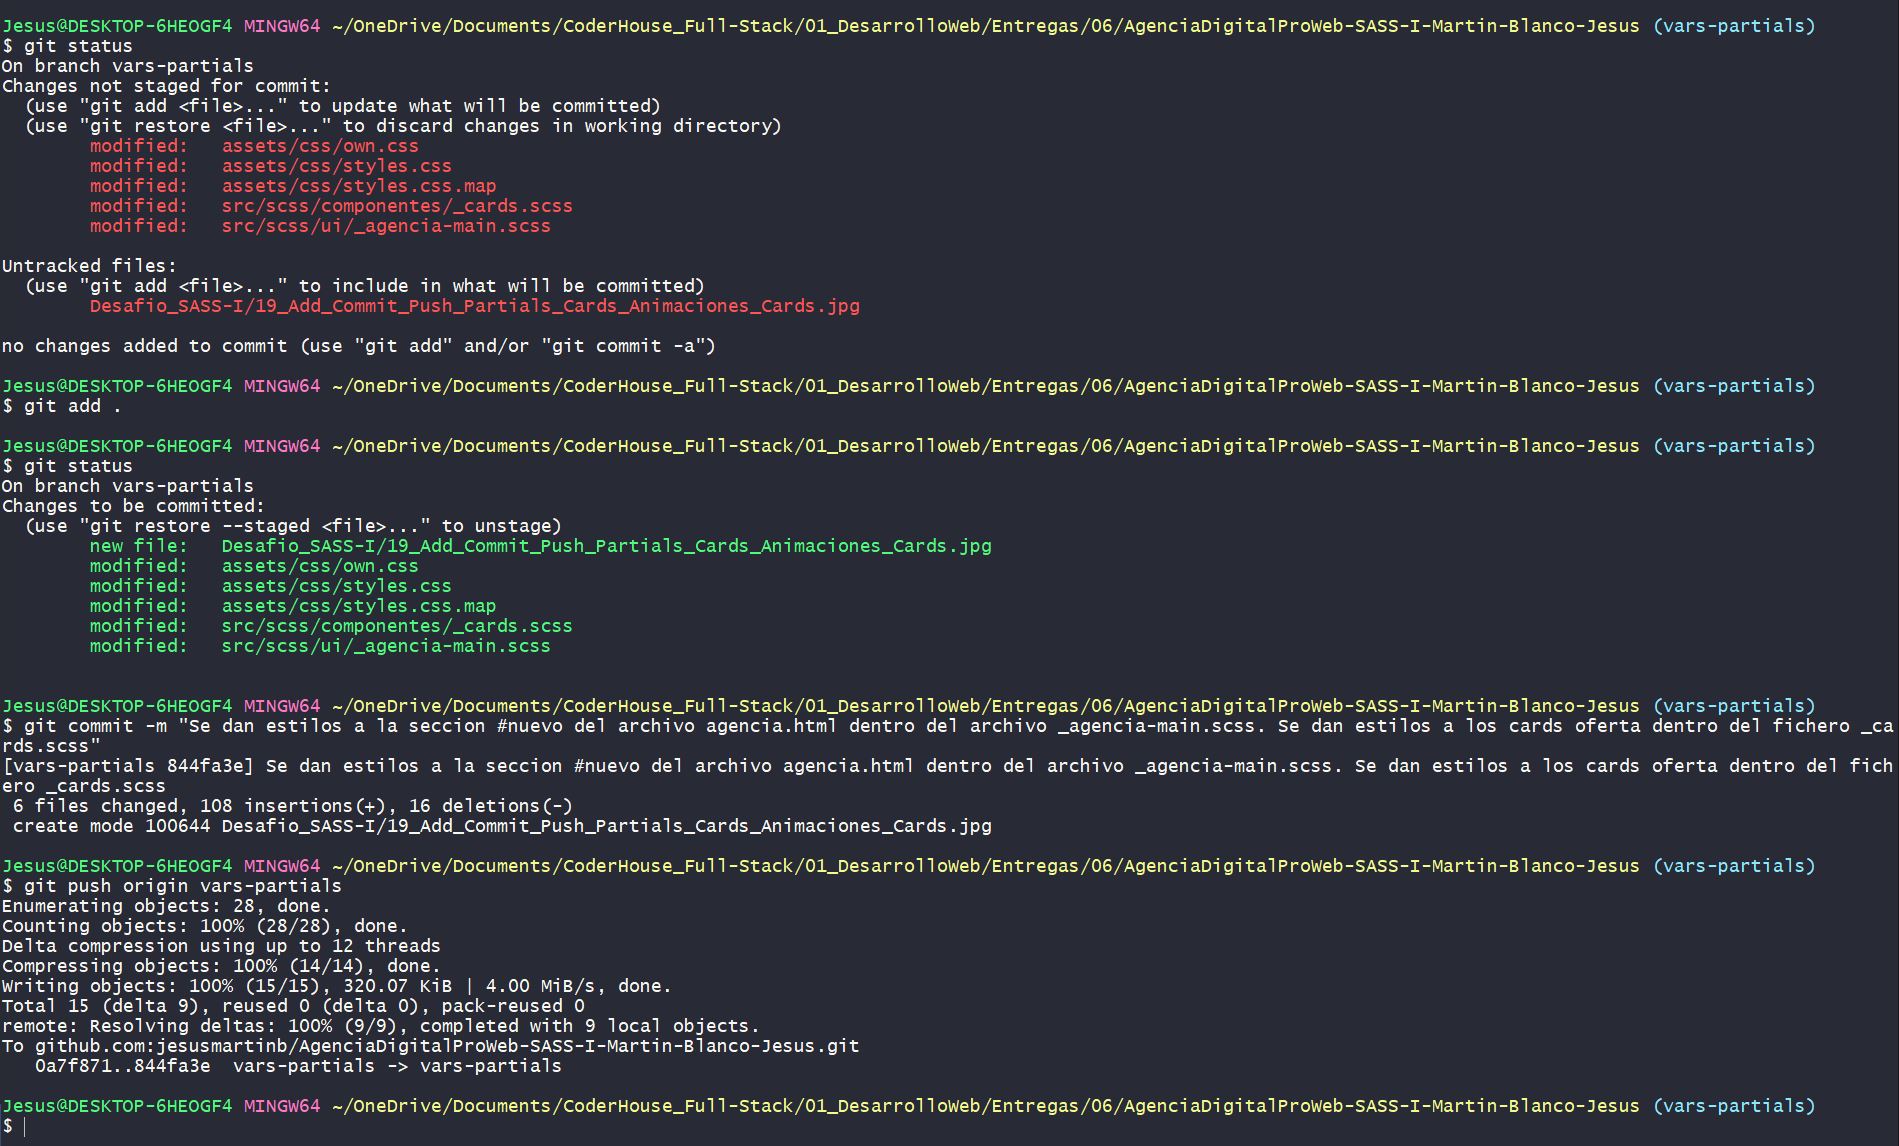 Jesus@DESKTOP-6HEOGF4 MINGW64 ~/OneDrive/Documents/CoderHouse_Full-Stack/01_DesarrolloWeb/Entregas/06/AgenciaDigitalProWeb-SASS-I-Martin-Blanco-Jesus (vars-partials)
$ git status
On branch vars-partials
Changes not staged for commit:
  (use "git add <file>..." to update what will be committed)
  (use "git restore <file>..." to discard changes in working directory)
        modified:   assets/css/own.css
        modified:   assets/css/styles.css
        modified:   assets/css/styles.css.map
        modified:   src/scss/componentes/_cards.scss
        modified:   src/scss/ui/_agencia-main.scss

Untracked files:
  (use "git add <file>..." to include in what will be committed)
        Desafio_SASS-I/19_Add_Commit_Push_Partials_Cards_Animaciones_Cards.jpg

no changes added to commit (use "git add" and/or "git commit -a")

Jesus@DESKTOP-6HEOGF4 MINGW64 ~/OneDrive/Documents/CoderHouse_Full-Stack/01_DesarrolloWeb/Entregas/06/AgenciaDigitalProWeb-SASS-I-Martin-Blanco-Jesus (vars-partials)
$ git add .

Jesus@DESKTOP-6HEOGF4 MINGW64 ~/OneDrive/Documents/CoderHouse_Full-Stack/01_DesarrolloWeb/Entregas/06/AgenciaDigitalProWeb-SASS-I-Martin-Blanco-Jesus (vars-partials)
$ git status
On branch vars-partials
Changes to be committed:
  (use "git restore --staged <file>..." to unstage)
        new file:   Desafio_SASS-I/19_Add_Commit_Push_Partials_Cards_Animaciones_Cards.jpg
        modified:   assets/css/own.css
        modified:   assets/css/styles.css
        modified:   assets/css/styles.css.map
        modified:   src/scss/componentes/_cards.scss
        modified:   src/scss/ui/_agencia-main.scss

Jesus@DESKTOP-6HEOGF4 MINGW64 ~/OneDrive/Documents/CoderHouse_Full-Stack/01_DesarrolloWeb/Entregas/06/AgenciaDigitalProWeb-SASS-I-Martin-Blanco-Jesus (vars-partials)
$ git commit -m "Se dan estilos a la seccion #nuevo del archivo agencia.html dentro del archivo _agencia-main.scss. Se dan estilos a los cards oferta dentro del fichero _ca
rds.scss"
[vars-partials 844fa3e] Se dan estilos a la seccion #nuevo del archivo agencia.html dentro del archivo _agencia-main.scss. Se dan estilos a los cards oferta dentro del fich
ero _cards.scss
 6 files changed, 108 insertions(+), 16 deletions(-)
 create mode 100644 Desafio_SASS-I/19_Add_Commit_Push_Partials_Cards_Animaciones_Cards.jpg

Jesus@DESKTOP-6HEOGF4 MINGW64 ~/OneDrive/Documents/CoderHouse_Full-Stack/01_DesarrolloWeb/Entregas/06/AgenciaDigitalProWeb-SASS-I-Martin-Blanco-Jesus (vars-partials)
$ git push origin vars-partials
Enumerating objects: 28, done.
Counting objects: 100% (28/28), done.
Delta compression using up to 12 threads
Compressing objects: 100% (14/14), done.
Writing objects: 100% (15/15), 320.07 KiB | 4.00 MiB/s, done.
Total 15 (delta 9), reused 0 (delta 0), pack-reused 0
remote: Resolving deltas: 100% (9/9), completed with 9 local objects.
To github.com:jesusmartinb/AgenciaDigitalProWeb-SASS-I-Martin-Blanco-Jesus.git
   0a7f871..844fa3e  vars-partials -> vars-partials

Jesus@DESKTOP-6HEOGF4 MINGW64 ~/OneDrive/Documents/CoderHouse_Full-Stack/01_DesarrolloWeb/Entregas/06/AgenciaDigitalProWeb-SASS-I-Martin-Blanco-Jesus (vars-partials)
$